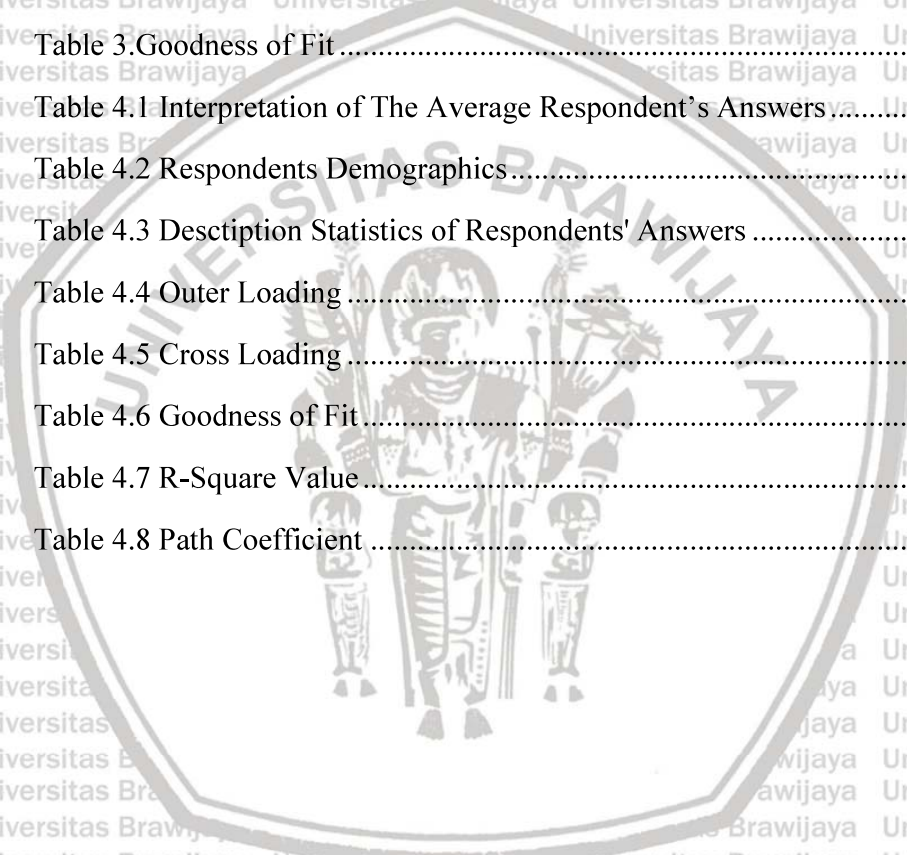 Table 3.Goodness of Fit ....................................................................
Table 4.1 Interpretation of The Average Respondent’s Answers ..........
Table 4.2 Respondents Demographics ..................................................
Table 4.3 Desctiption Statistics of Respondents' Answers ....................
Table 4.4 Outer Loading ......................................................................
Table 4.5 Cross Loading ......................................................................
Table 4.6 Goodness of Fit ....................................................................
Table 4.7 R-Square Value ....................................................................
Table 4.8 Path Coefficient ...................................................................
UNIVERSITAS BRAWIJAYA